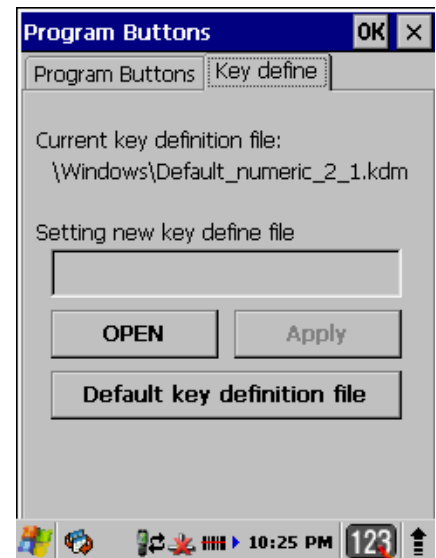 Program Buttons OK ×
Program Buttons Key define
Current key definition file:
\Windows\Default_numeric_2_1.kdm
Setting new key define file
OPEN Apply
Default key definition file
10:25 PM 123